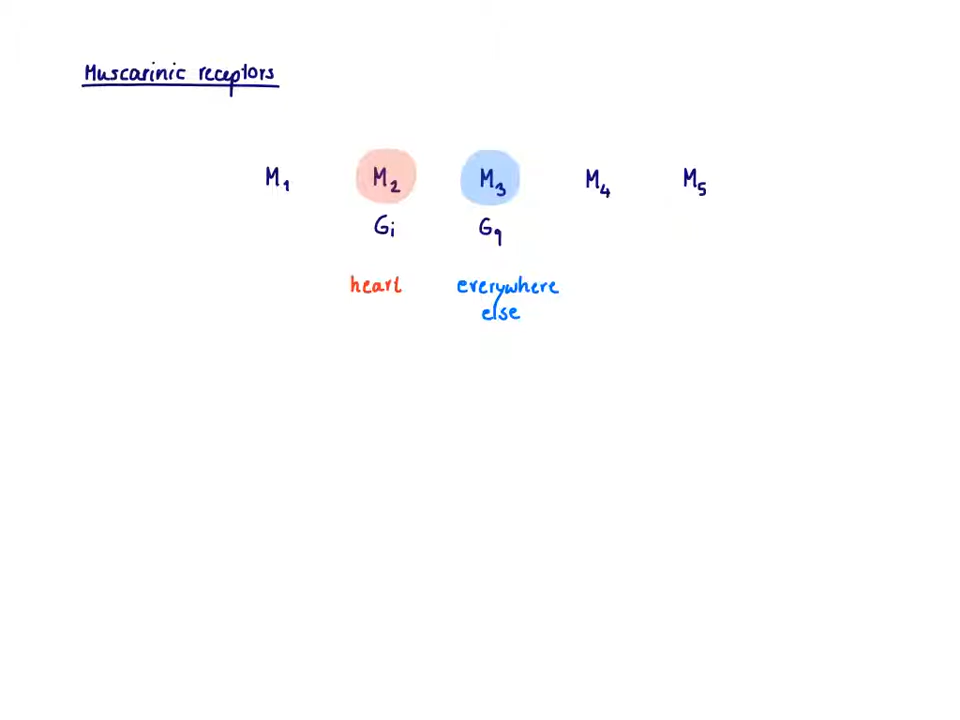 Muscarinic receptors
M₁ M₂ M₃ M₄ M₅
Gᵢ Gq
heart everywhere
else